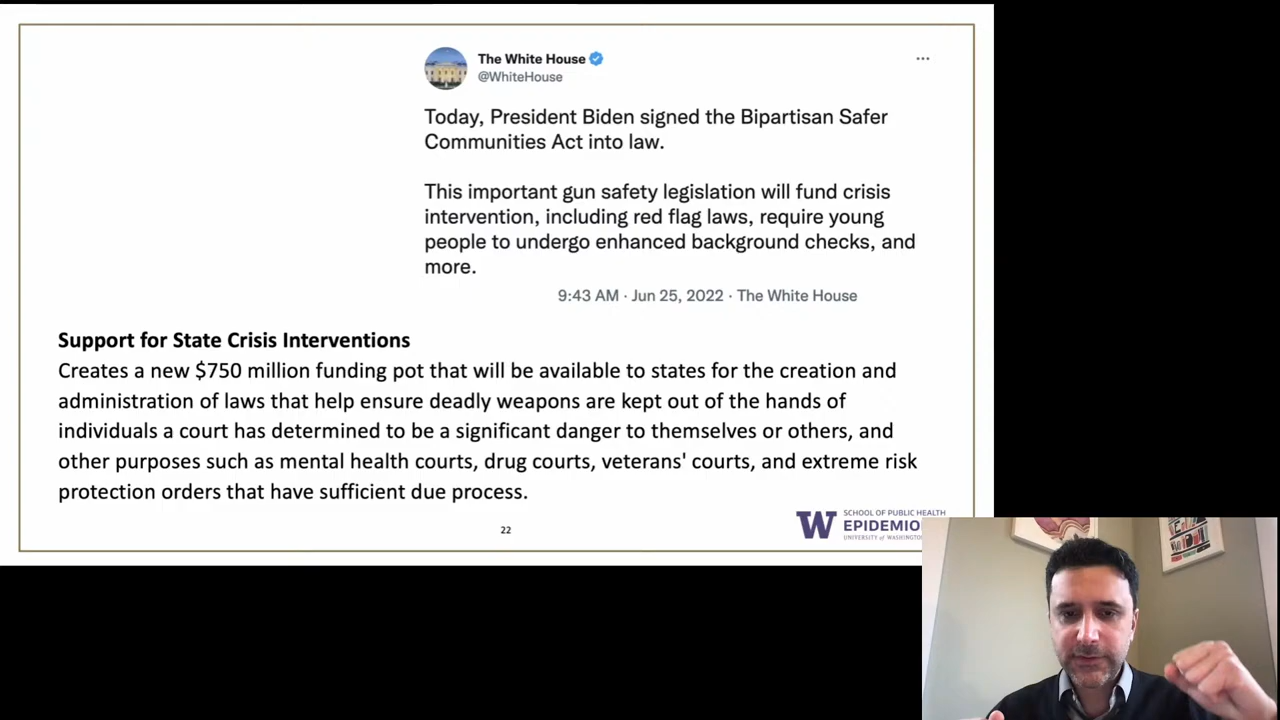 The White House
@WhiteHouse
Today, President Biden signed the Bipartisan Safer
Communities Act into law.
This important gun safety legislation will fund crisis
intervention, including red flag laws, require young
people to undergo enhanced background checks, and
more.
9:43 AM · Jun 25, 2022 · The White House
Support for State Crisis Interventions
Creates a new $750 million funding pot that will be available to states for the creation and
administration of laws that help ensure deadly weapons are kept out of the hands of
individuals a court has determined to be a significant danger to themselves or others, and
other purposes such as mental health courts, drug courts, veterans' courts, and extreme risk
protection orders that have sufficient due process.
22
W
SCHOOL OF PUBLIC HEALTH
EPIDEMIO
UNIVERSITY of WASHINGTON